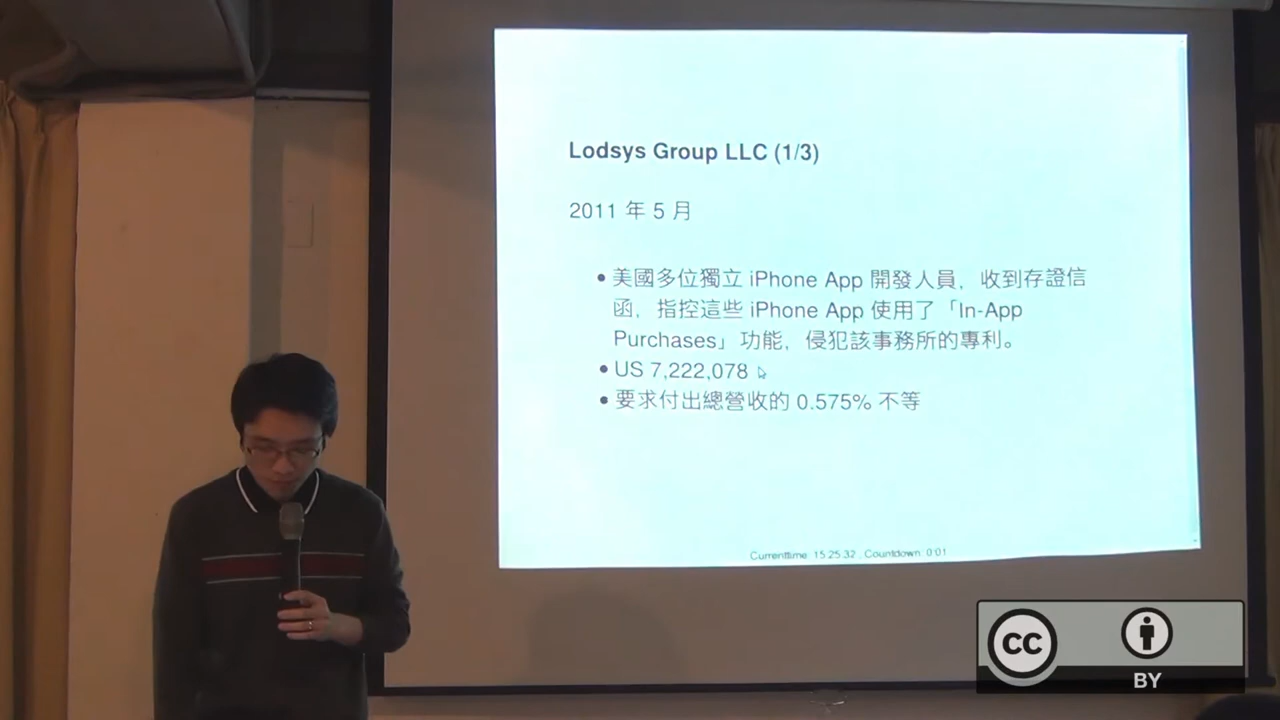 Lodsys Group LLC (1/3)
2011 年 5 月
• 美國多位獨立 iPhone App 開發人員，收到存證信
函，指控這些 iPhone App 使用了「In-App
Purchases」功能，侵犯該事務所的專利。
• US 7,222,078
• 要求付出總營收的 0.575% 不等
Currenttime: 15:25:32 , Countdown: 0:01
CC
BY